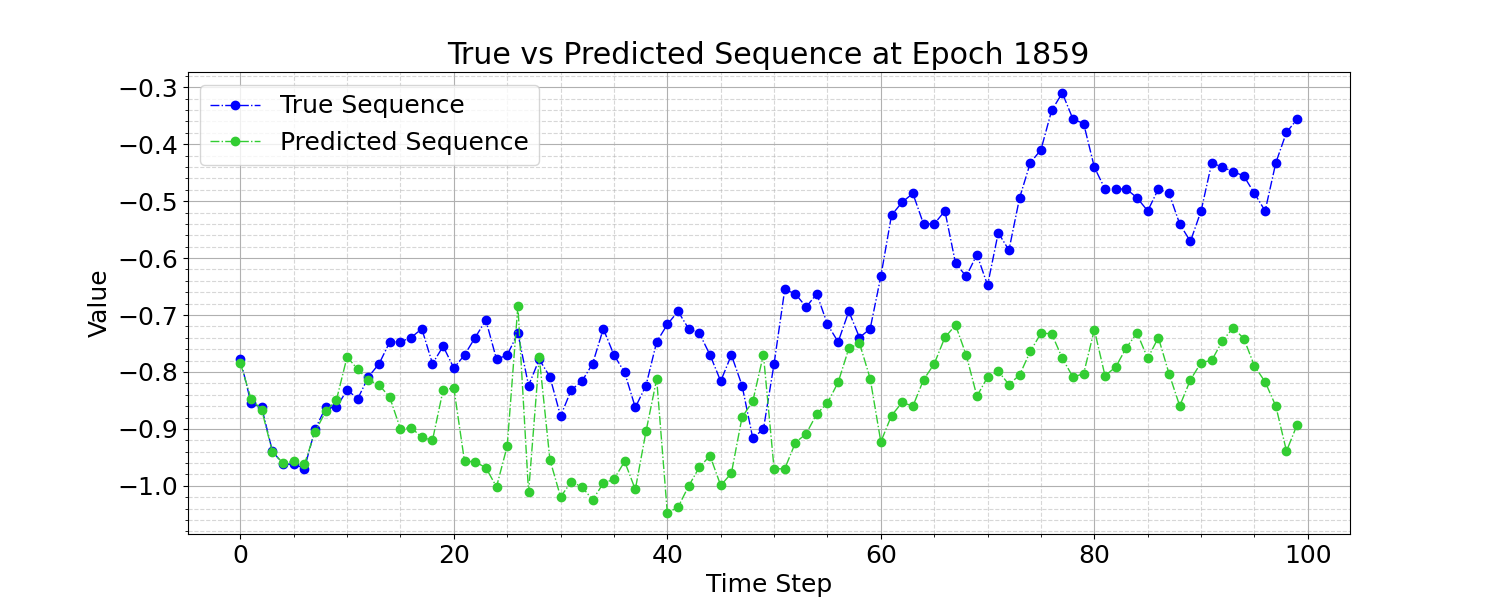 True vs Predicted Sequence at Epoch 1859
True Sequence
Predicted Sequence
Value
−0.3
−0.4
−0.5
−0.6
−0.7
−0.8
−0.9
−1.0
0 20 40 60 80 100
Time Step